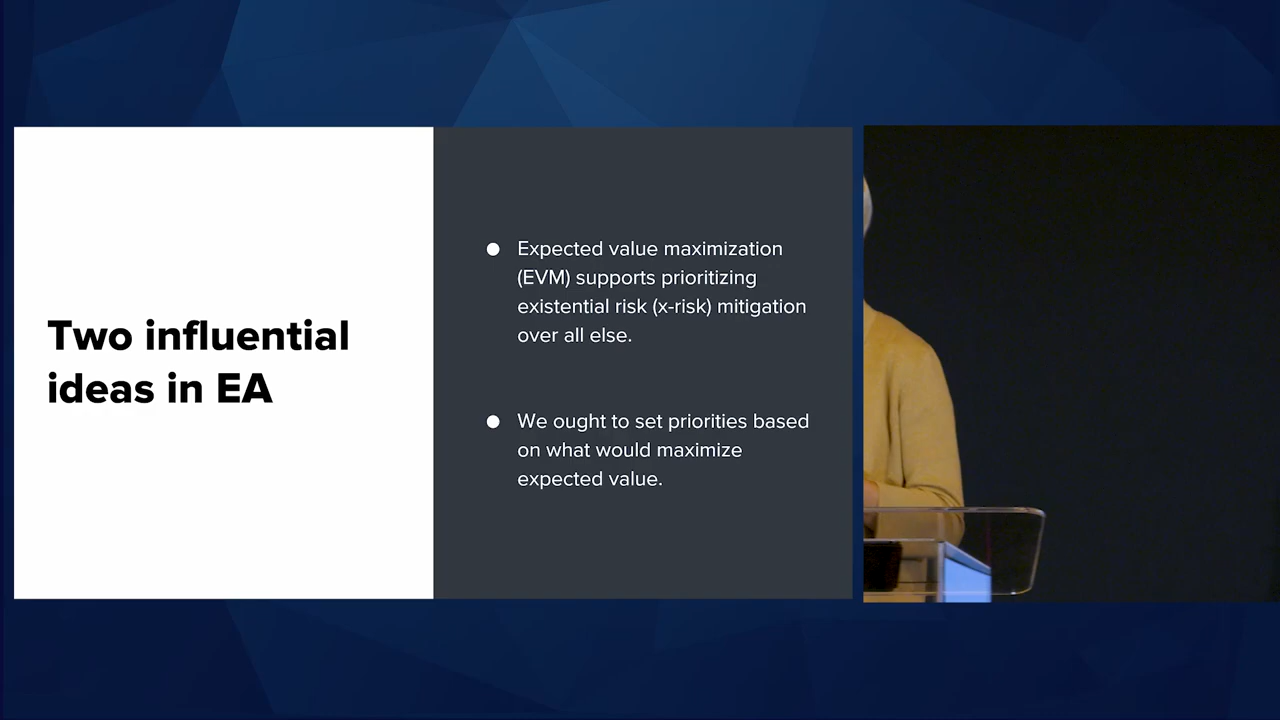 Two influential
ideas in EA
● Expected value maximization
(EVM) supports prioritizing
existential risk (x-risk) mitigation
over all else.
● We ought to set priorities based
on what would maximize
expected value.